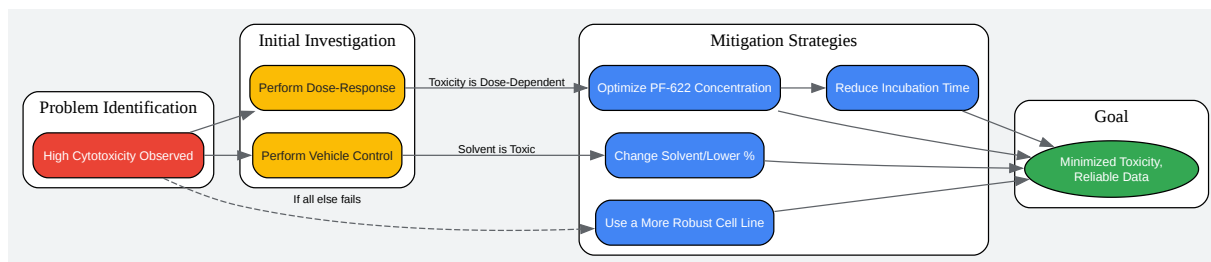 Problem Identification
High Cytotoxicity Observed
Initial Investigation
Perform Dose-Response
Perform Vehicle Control
Toxicity is Dose-Dependent
Solvent is Toxic
If all else fails
Mitigation Strategies
Optimize PF-622 Concentration
Reduce Incubation Time
Change Solvent/Lower %
Use a More Robust Cell Line
Goal
Minimized Toxicity,
Reliable Data